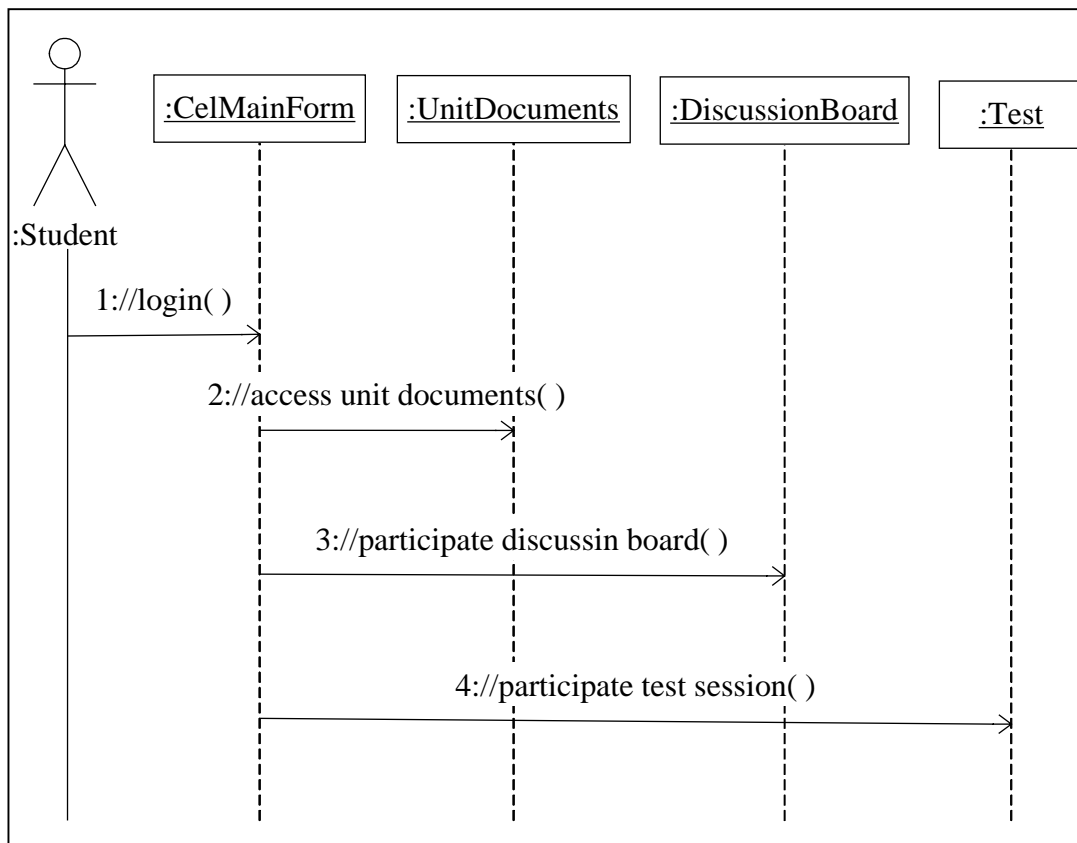 :CelMainForm
:UnitDocuments
:DiscussionBoard
:Test
:Student
1://login( )
2://access unit documents( )
3://participate discussin board( )
4://participate test session( )